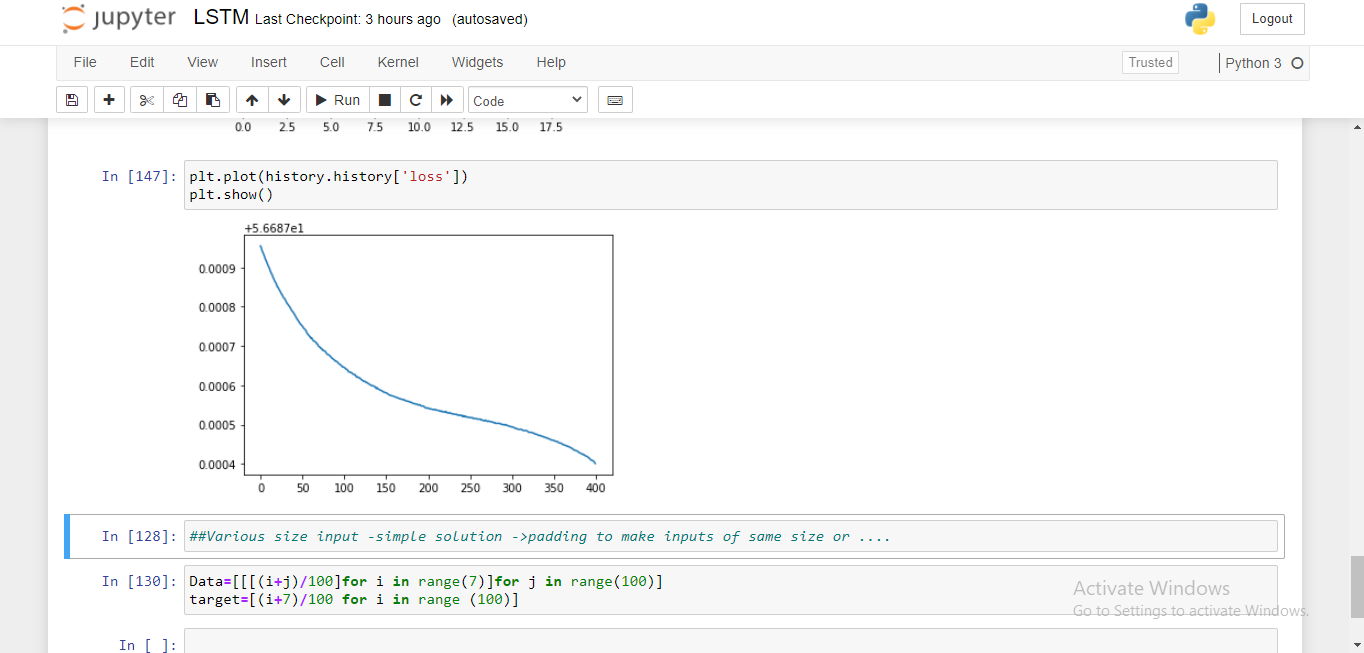 jupyter LSTM Last Checkpoint: 3 hours ago (autosaved) Logout
File Edit View Insert Cell Kernel Widgets Help Trusted Python 3
Run Code
0.0 2.5 5.0 7.5 10.0 12.5 15.0 17.5
In [147]: plt.plot(history.history['loss'])
plt.show()
+5.6687e1
0.0009
0.0008
0.0007
0.0006
0.0005
0.0004
0 50 100 150 200 250 300 350 400
In [128]: ##Various size input -simple solution ->padding to make inputs of same size or ....
In [130]: Data=[[[(i+j)/100]for i in range(7)]for j in range(100)]
target=[(i+7)/100 for i in range (100)]
Activate Windows
Go to Settings to activate Windows.
In [ ]: